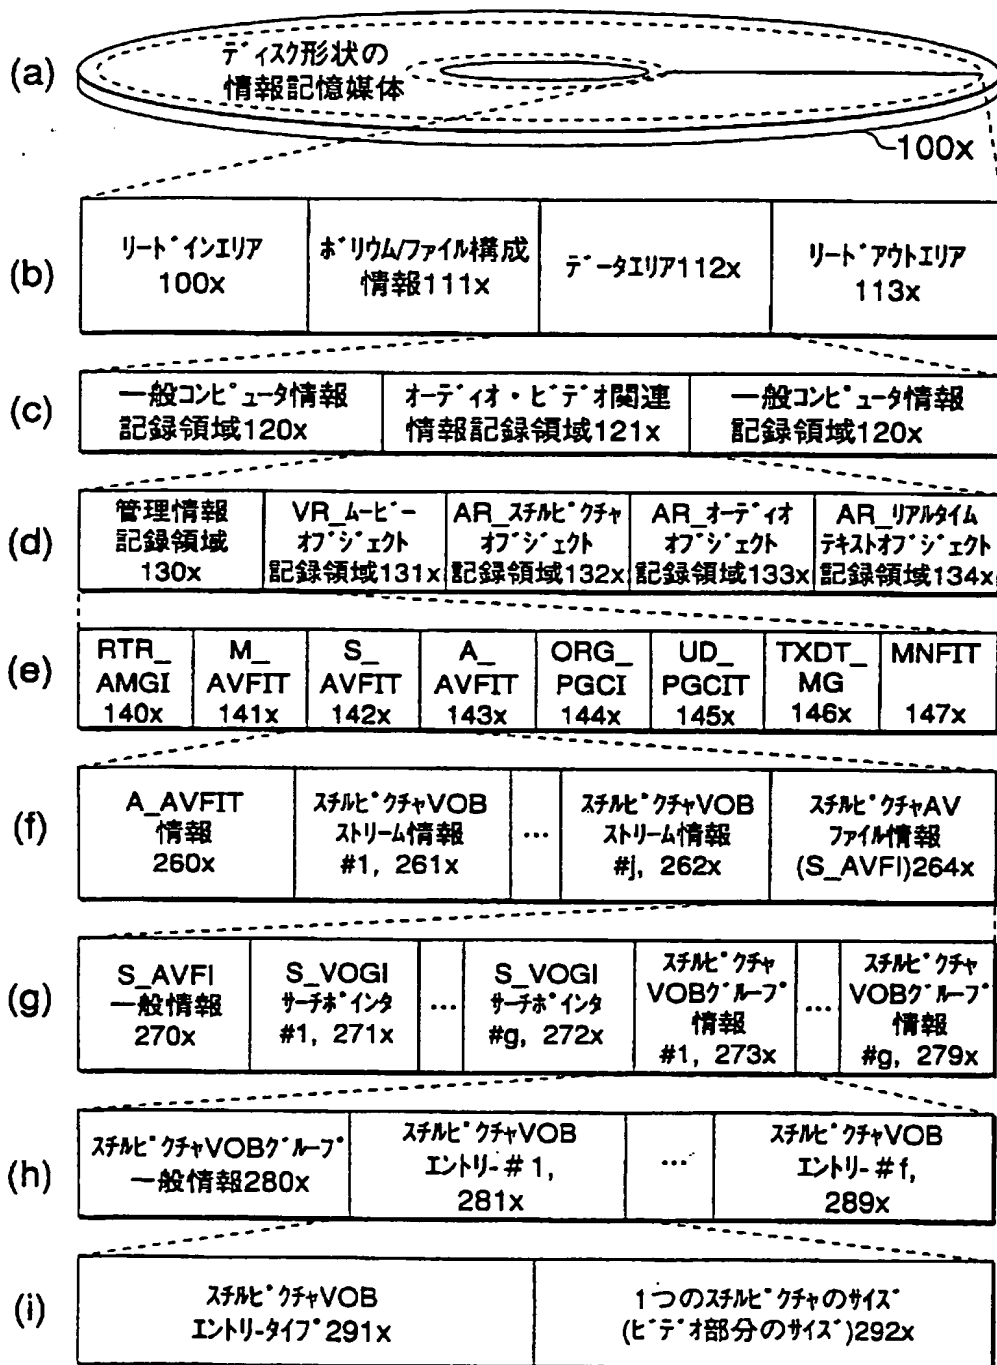 (a)
ディスク形状の
情報記憶媒体
100x
(b)
リードインエリア
100x
ボリウム/ファイル構成
情報111x
データエリア112x
リードアウトエリア
113x
(c)
一般コンピュータ情報
記録領域120x
オーディオ・ビデオ関連
情報記録領域121x
一般コンピュータ情報
記録領域120x
(d)
管理情報
記録領域
130x
VR_ムービー
オブジェクト
記録領域131x
AR_スチルピクチャ
オブジェクト
記録領域132x
AR_オーディオ
オブジェクト
記録領域133x
AR_リアルタイム
テキストオブジェクト
記録領域134x
(e)
RTR_
AMGI
140x
M_
AVFIT
141x
S_
AVFIT
142x
A_
AVFIT
143x
ORG_
PGCI
144x
UD_
PGCIT
145x
TXDT_
MG
146x
MNFIT
147x
(f)
A_AVFIT
情報
260x
スチルピクチャVOB
ストリーム情報
#1, 261x
...
スチルピクチャVOB
ストリーム情報
#j, 262x
スチルピクチャAV
ファイル情報
(S_AVFI)264x
(g)
S_AVFI
一般情報
270x
S_VOGI
サーチポインタ
#1, 271x
...
S_VOGI
サーチポインタ
#g, 272x
スチルピクチャ
VOBグループ
情報
#1, 273x
...
スチルピクチャ
VOBグループ
情報
#g, 279x
(h)
スチルピクチャVOBグループ
一般情報280x
スチルピクチャVOB
エントリー#1,
281x
...
スチルピクチャVOB
エントリー#f,
289x
(i)
スチルピクチャVOB
エントリータイプ291x
1つのスチルピクチャのサイズ
(ビデオ部分のサイズ)292x